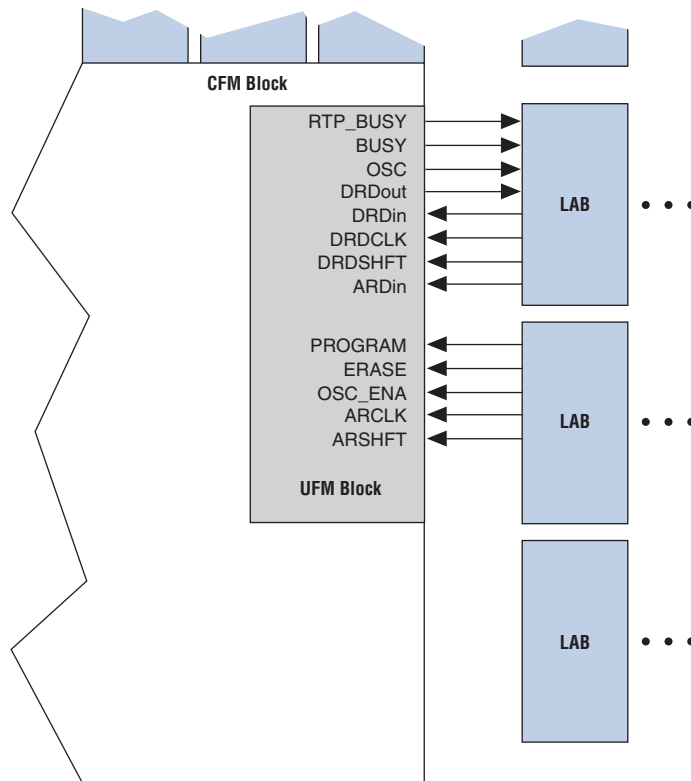 CFM Block
RTP_BUSY
BUSY
OSC
DRDout
DRDin
DRDCLK
DRDSHFT
ARDin
LAB
PROGRAM
ERASE
OSC_ENA
ARCLK
ARSHFT
LAB
UFM Block
LAB